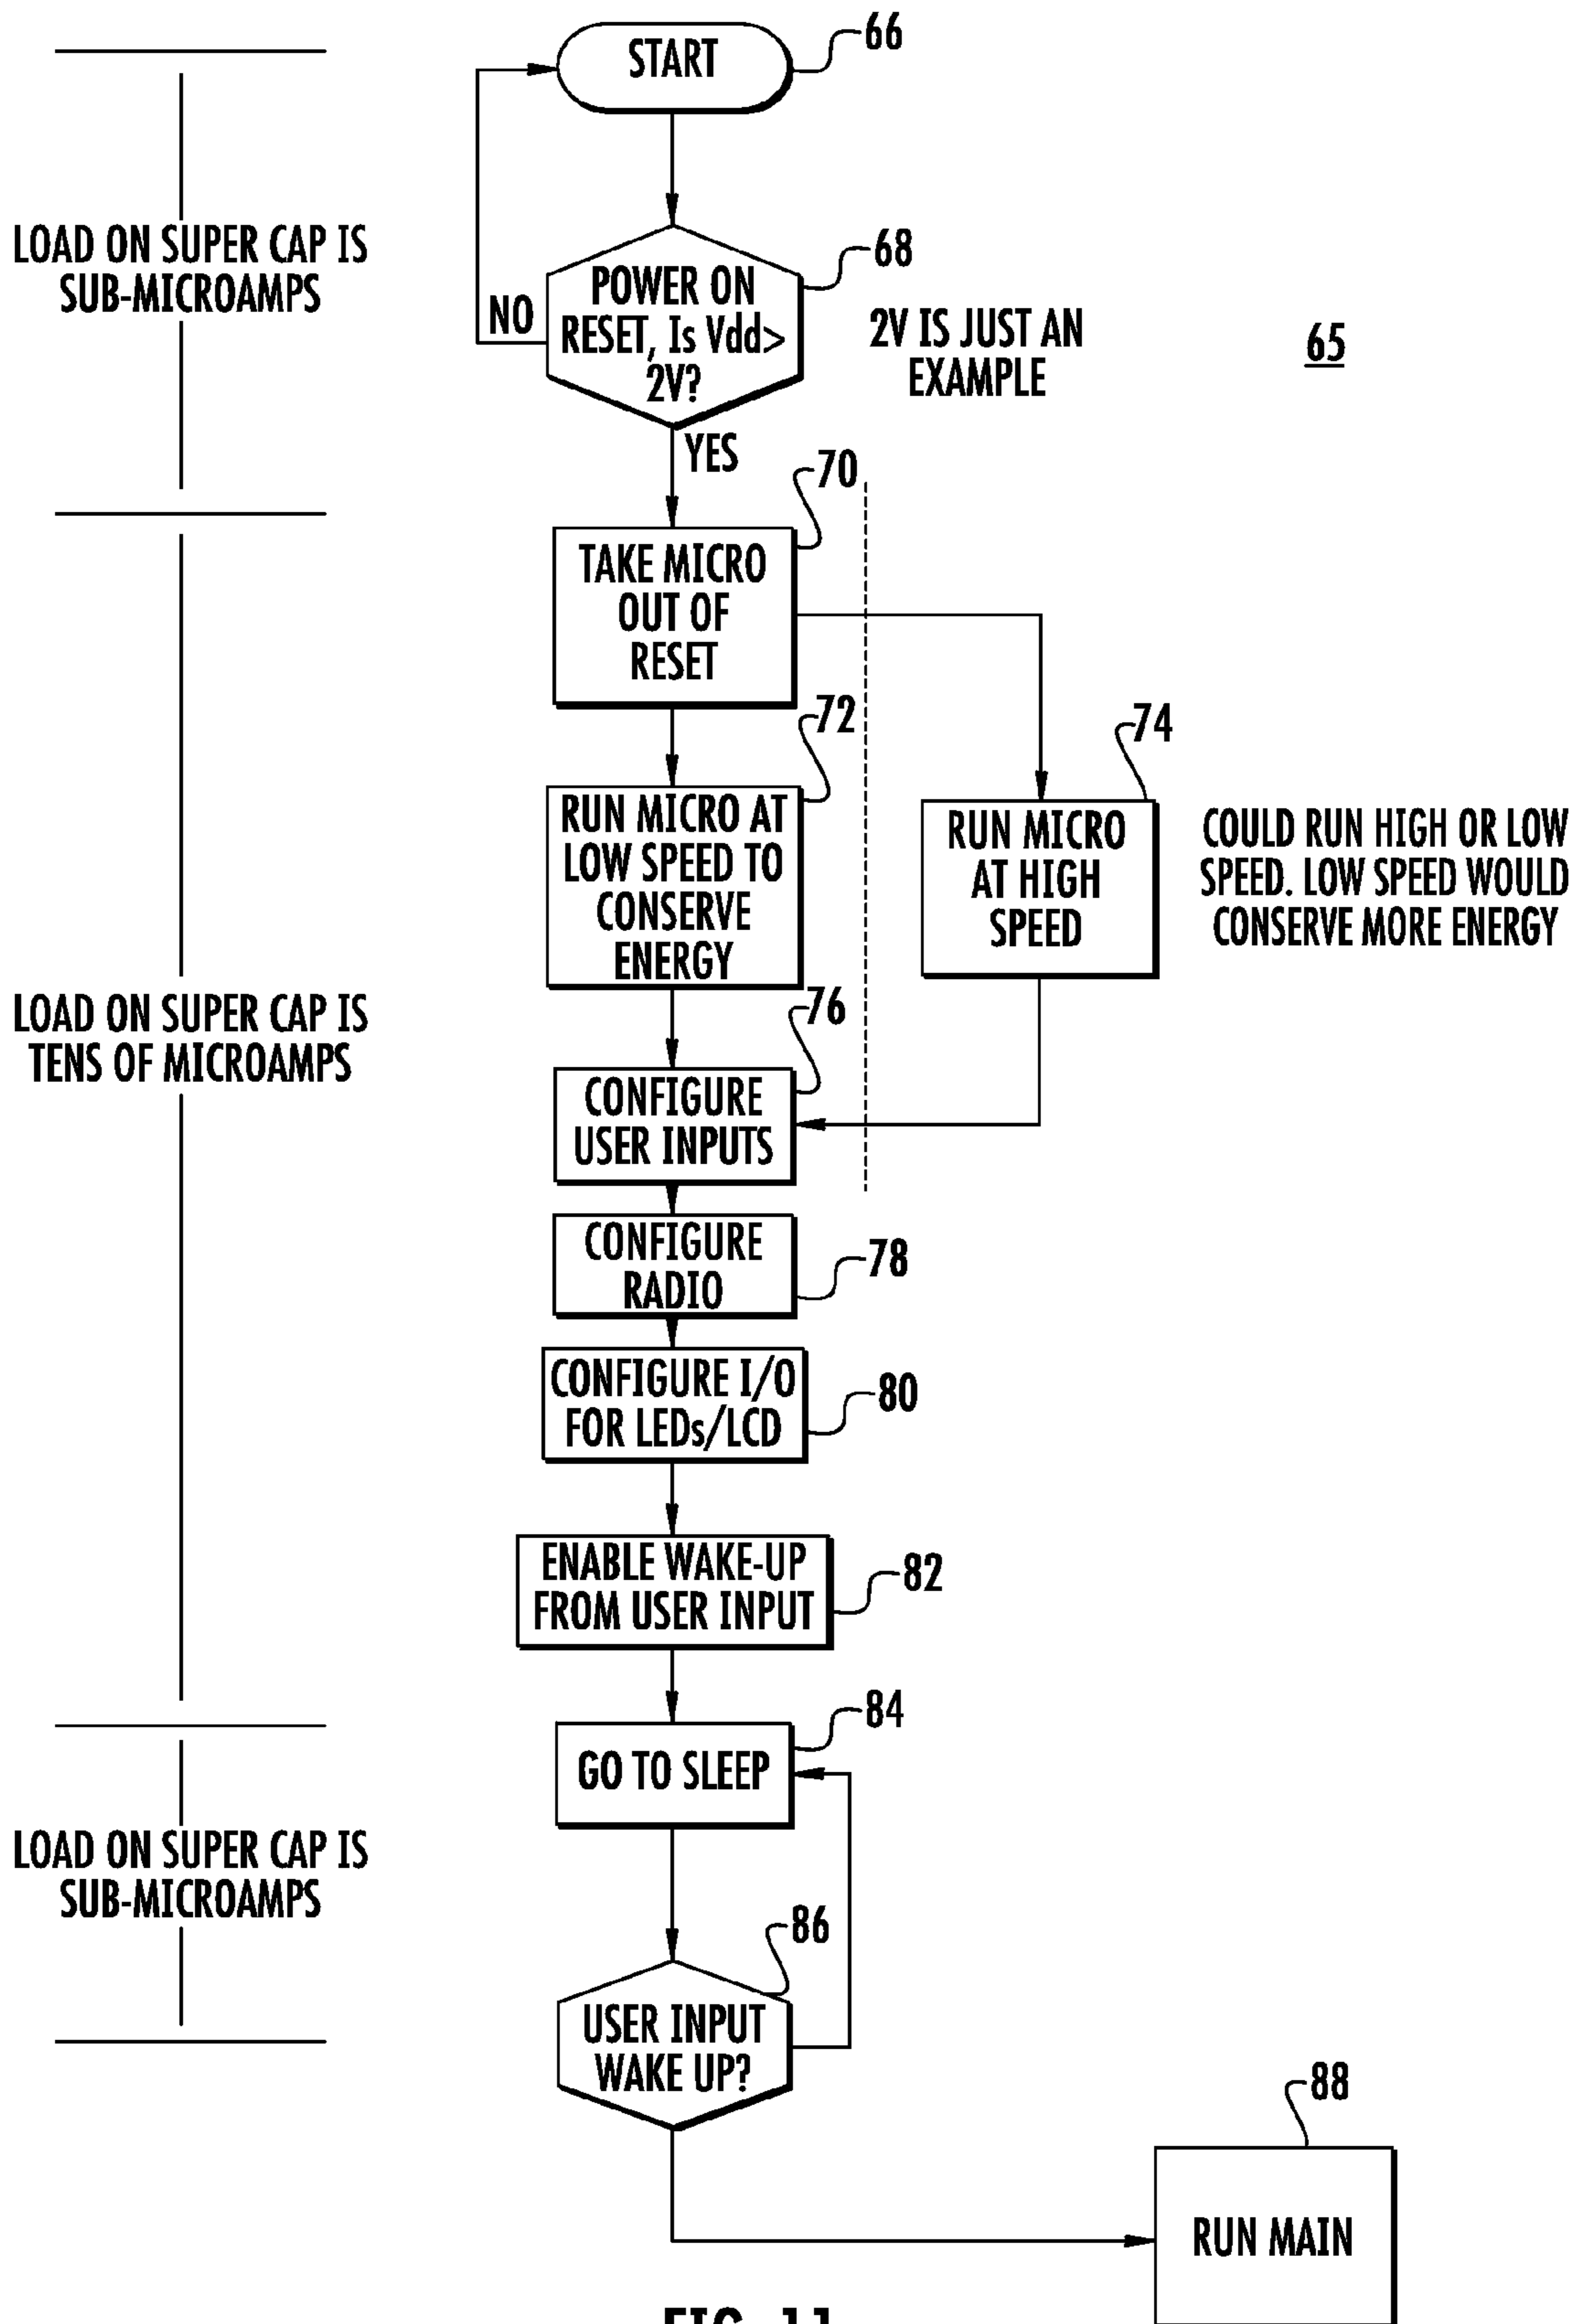 START
66
LOAD ON SUPER CAP IS
SUB-MICROAMPS
NO
POWER ON
RESET, Is Vdd>
2V?
68
2V IS JUST AN
EXAMPLE
65
YES
70
TAKE MICRO
OUT OF
RESET
72
RUN MICRO AT
LOW SPEED TO
CONSERVE
ENERGY
74
RUN MICRO
AT HIGH
SPEED
COULD RUN HIGH OR LOW
SPEED. LOW SPEED WOULD
CONSERVE MORE ENERGY
LOAD ON SUPER CAP IS
TENS OF MICROAMPS
76
CONFIGURE
USER INPUTS
CONFIGURE
RADIO
78
CONFIGURE I/O
FOR LEDs/LCD
80
ENABLE WAKE-UP
FROM USER INPUT
82
84
GO TO SLEEP
LOAD ON SUPER CAP IS
SUB-MICROAMPS
86
USER INPUT
WAKE UP?
88
RUN MAIN